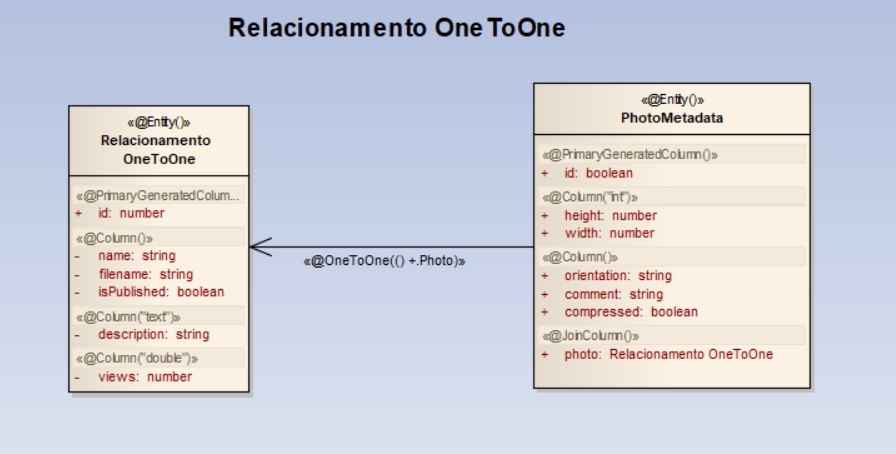 Relacionamento OneToOne
«@Entity()»
Relacionamento
OneToOne
«@PrimaryGeneratedColum...
+ id: number
«@Column()»
- name: string
- filename: string
- isPublished: boolean
«@Column("text")»
- description: string
«@Column("double")»
- views: number
«@OneToOne(() +.Photo)»
«@Entity()»
PhotoMetadata
«@PrimaryGeneratedColumn()»
+ id: boolean
«@Column("int")»
+ height: number
+ width: number
«@Column()»
+ orientation: string
+ comment: string
+ compressed: boolean
«@JoinColumn()»
+ photo: Relacionamento OneToOne